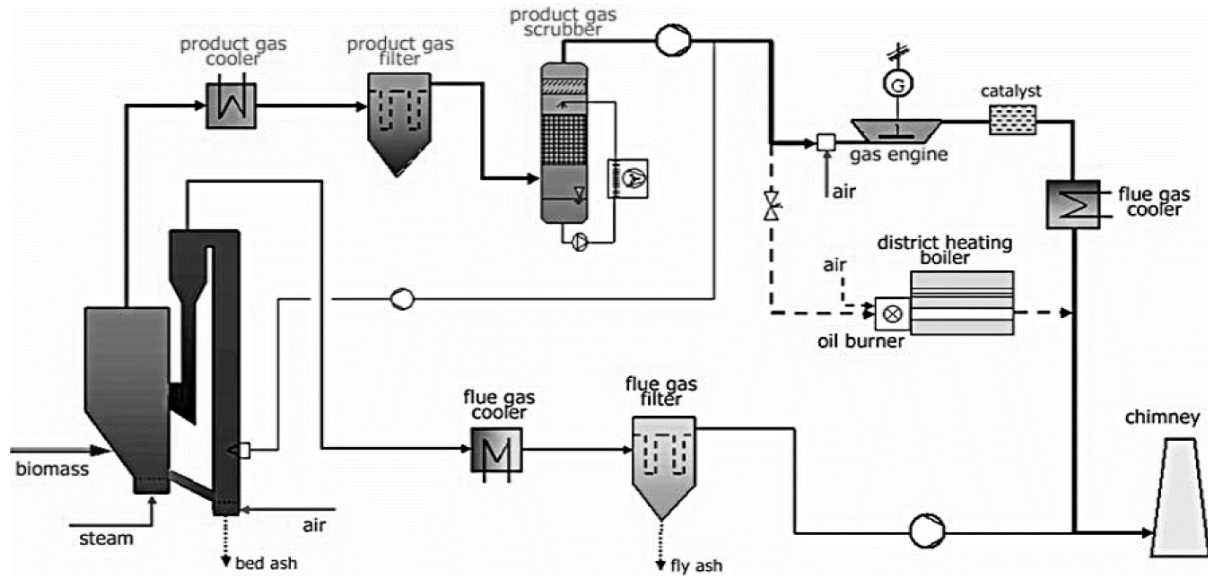 product gas
cooler
product gas
filter
product gas
scrubber
G
catalyst
gas engine
air
flue gas
cooler
district heating
boiler
air
oil burner
flue gas
cooler
flue gas
filter
chimney
biomass
steam
air
bed ash
fly ash